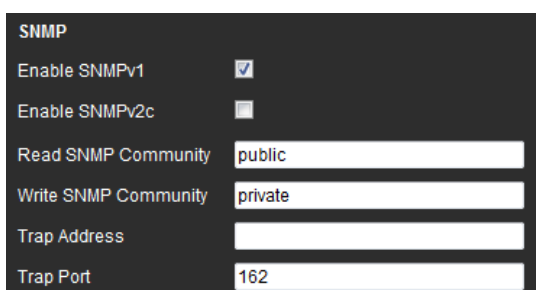 SNMP
Enable SNMPv1
Enable SNMPv2c
Read SNMP Community public
Write SNMP Community private
Trap Address
Trap Port 162